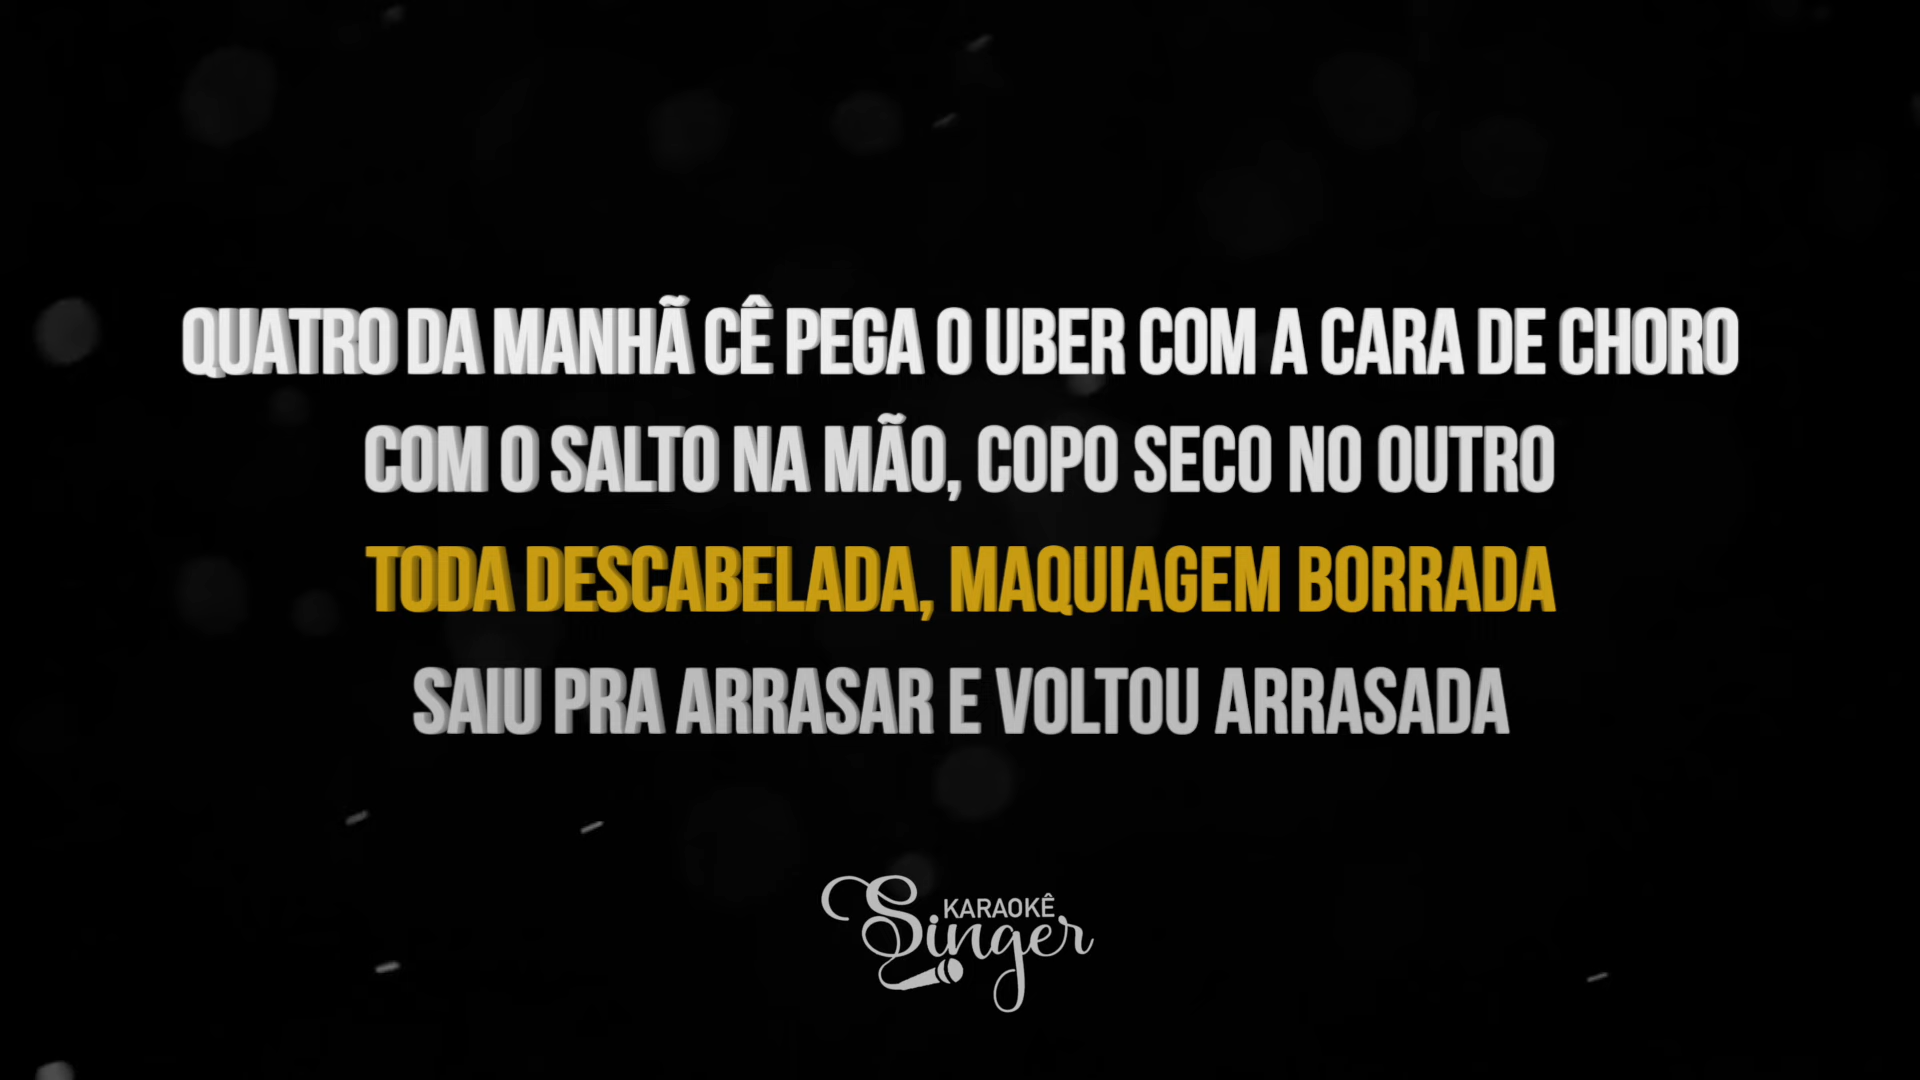 QUATRO DA MANHÃ CÊ PEGA O UBER COM A CARA DE CHORO
COM O SALTO NA MÃO, COPO SECO NO OUTRO
TODA DESCABELADA, MAQUIAGEM BORRADA
SAIU PRA ARRASAR E VOLTOU ARRASADA
KARAOKÊ
Singer